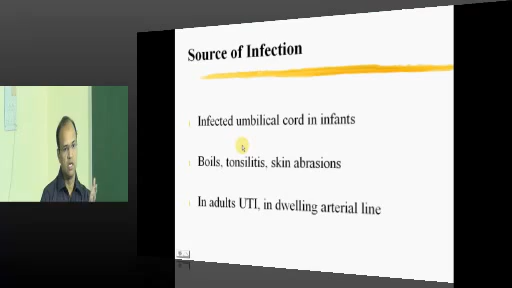 Source of Infection
Infected umbilical cord in infants
Boils, tonsilitis, skin abrasions
In adults UTI, in dwelling arterial line